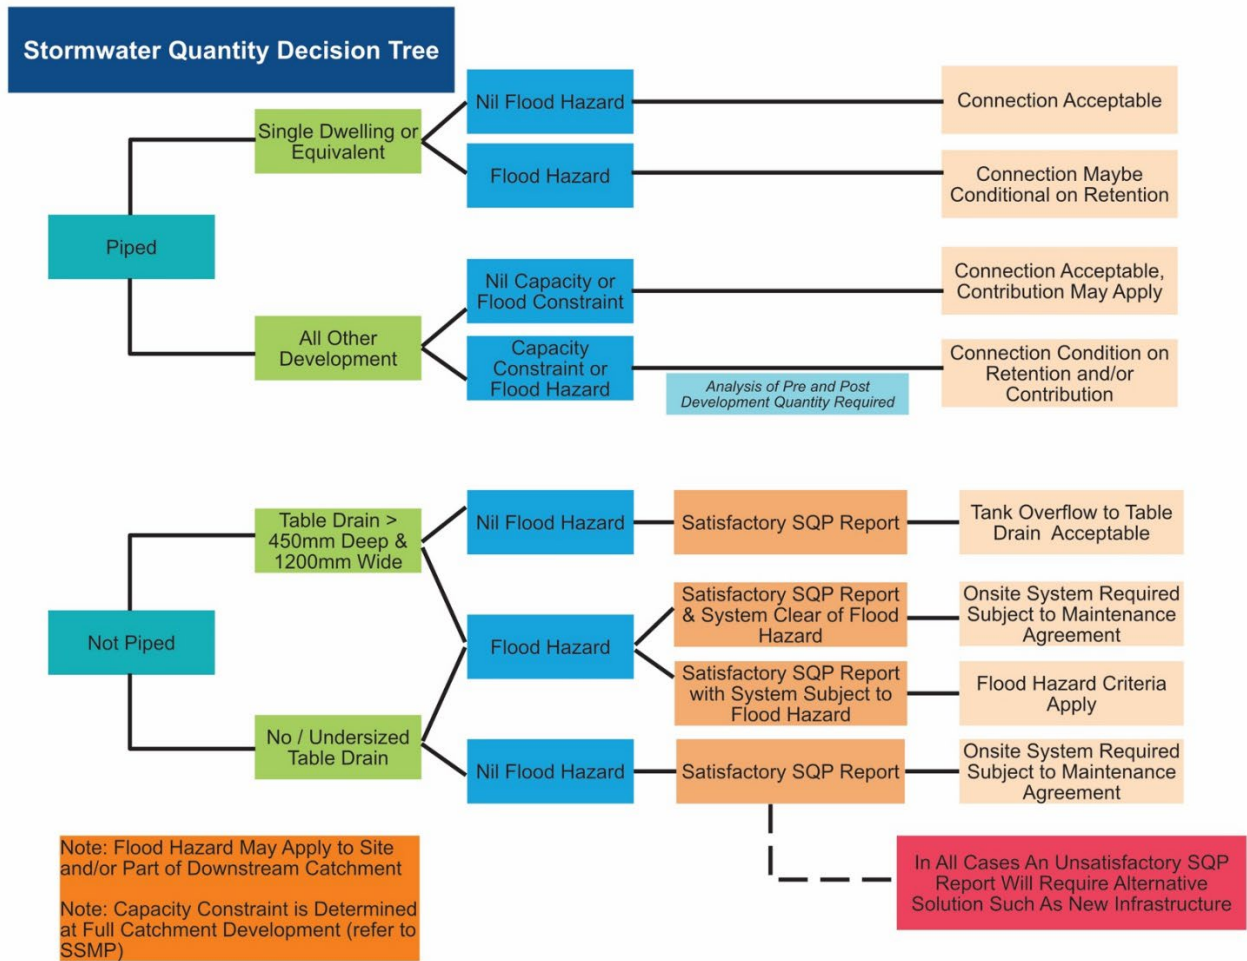 Stormwater Quantity Decision Tree
Nil Flood Hazard
Connection Acceptable
Single Dwelling or
Equivalent
Flood Hazard
Connection Maybe
Conditional on Retention
Piped
Nil Capacity or
Flood Constraint
Connection Acceptable,
Contribution May Apply
All Other
Development
Capacity
Constraint or
Flood Hazard
Analysis of Pre and Post
Development Quantity Required
Connection Condition on
Retention and/or
Contribution
Table Drain >
450mm Deep &
1200mm Wide
Nil Flood Hazard
Satisfactory SQP Report
Tank Overflow to Table
Drain Acceptable
Not Piped
Flood Hazard
Satisfactory SQP Report
& System Clear of Flood
Hazard
Onsite System Required
Subject to Maintenance
Agreement
Satisfactory SQP Report
with System Subject to
Flood Hazard
Flood Hazard Criteria
Apply
No / Undersized
Table Drain
Nil Flood Hazard
Satisfactory SQP Report
Onsite System Required
Subject to Maintenance
Agreement
Note: Flood Hazard May Apply to Site
and/or Part of Downstream Catchment
Note: Capacity Constraint is Determined
at Full Catchment Development (refer to
SSMP)
In All Cases An Unsatisfactory SQP
Report Will Require Alternative
Solution Such As New Infrastructure